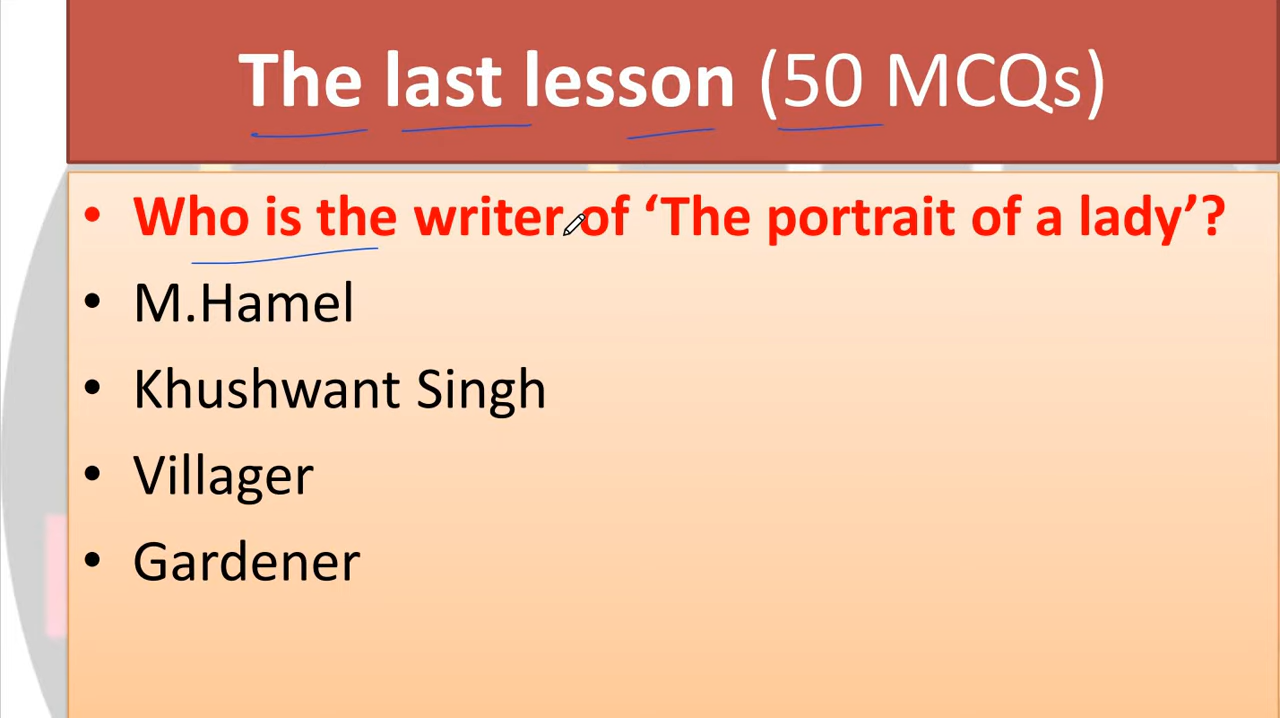 The last lesson (50 MCQs)
• Who is the writer of ‘The portrait of a lady’?
• M.Hamel
• Khushwant Singh
• Villager
• Gardener